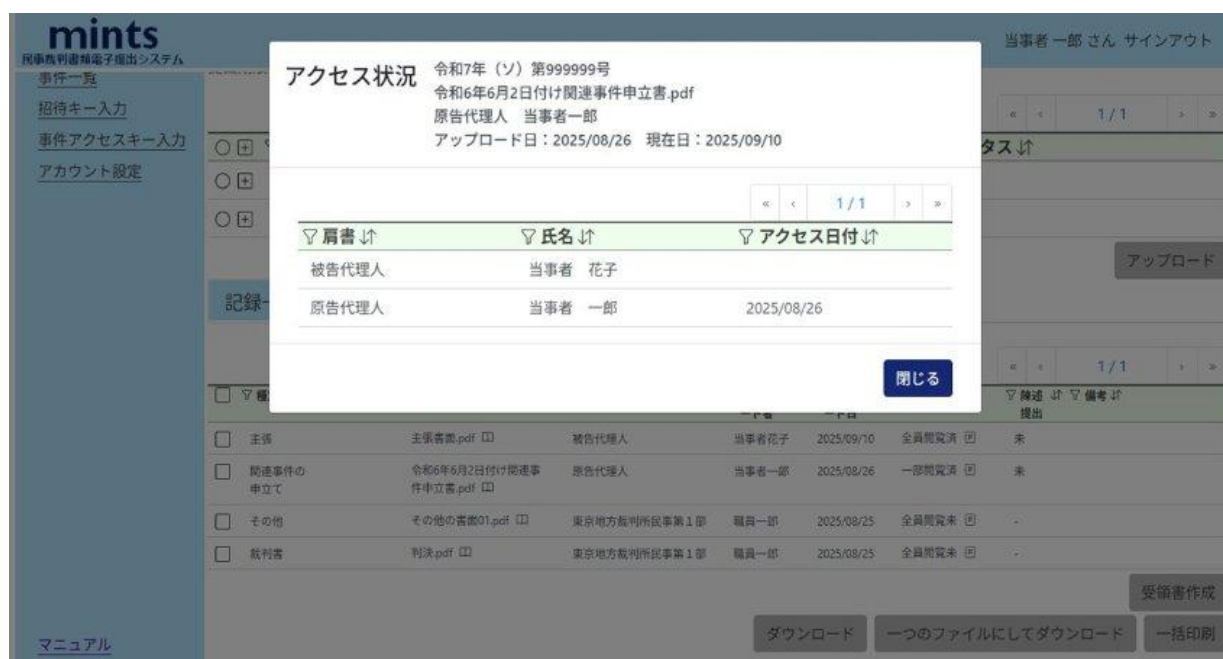 mints
民事裁判書類電子提出システム
当事者 一郎 さん サインアウト
事件一覧
招待キー入力
事件アクセスキー入力
アカウント設定
アクセス状況
令和7年（ソ）第999999号
令和6年6月2日付け関連事件申立書.pdf
原告代理人 当事者一郎
アップロード日：2025/08/26 現在日：2025/09/10
« ‹ 1 / 1 › »
肩書 氏名 アクセス日付
被告代理人 当事者 花子
原告代理人 当事者 一郎 2025/08/26
閉じる
« ‹ 1 / 1 › »
タス
アップロード
記録
« ‹ 1 / 1 › »
陳述 備考
提出
主張 主張書面.pdf 被告代理人 当事者花子 2025/09/10 全員閲覧済 未
関連事件の 令和6年6月2日付け関連事 原告代理人 当事者一郎 2025/08/26 一部閲覧済 未
申立て 件申立書.pdf
その他 その他の書面01.pdf 東京地方裁判所民事第１部 職員一郎 2025/08/25 全員閲覧未 -
裁判書 判決.pdf 東京地方裁判所民事第１部 職員一郎 2025/08/25 全員閲覧未 -
受領書作成
ダウンロード 一つのファイルにしてダウンロード 一括印刷
マニュアル